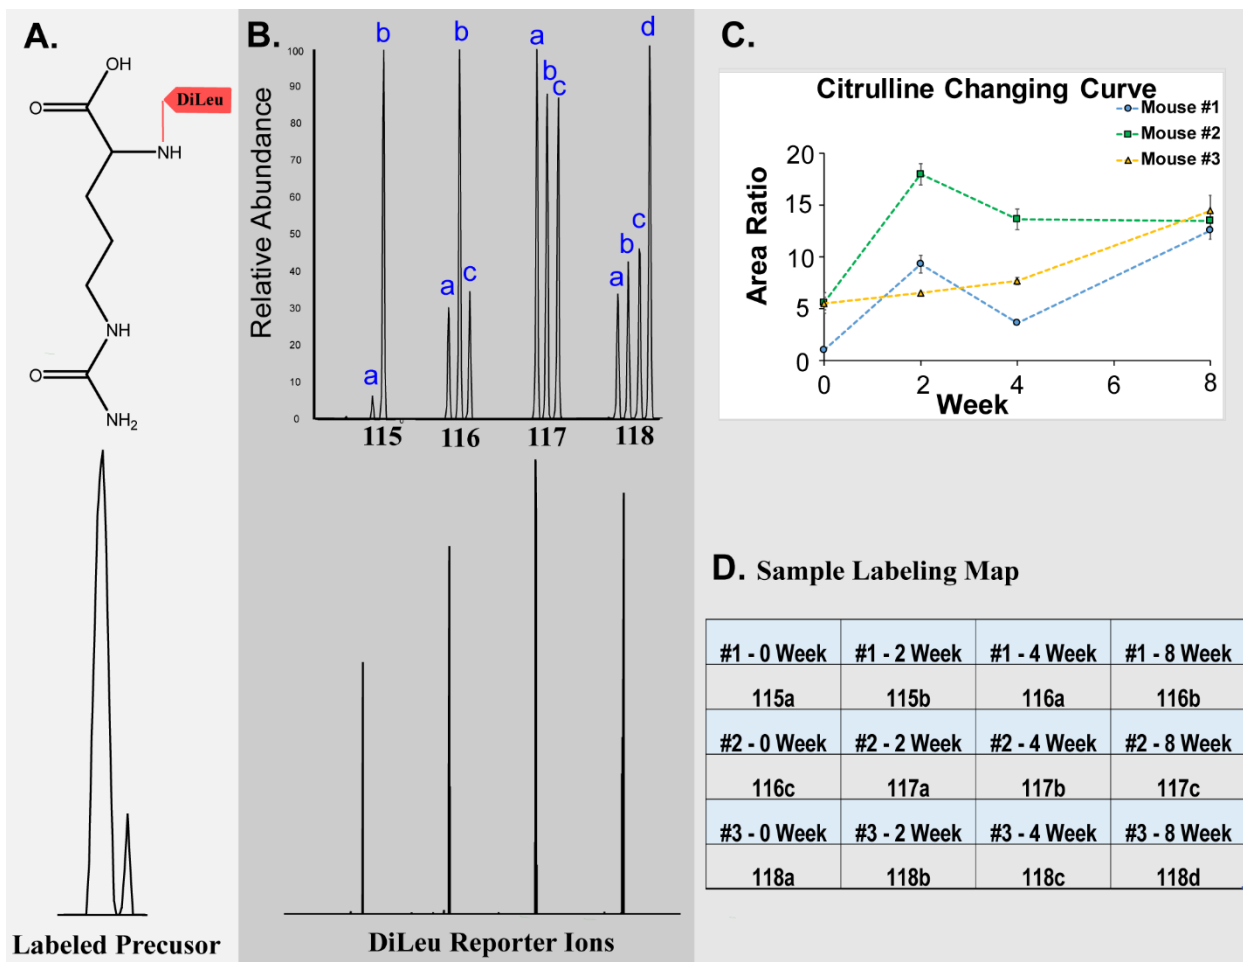 A.
OH
O
DiLeu
NH
NH
O
NH2
Labeled Precusor
B.
Relative Abundance
100
90
80
70
60
50
40
30
20
10
0
a
b
a
b
c
a
b
c
a
b
c
d
115
116
117
118
DiLeu Reporter Ions
C.
Citrulline Changing Curve
Mouse #1
Mouse #2
Mouse #3
Area Ratio
20
15
10
5
0
0
2
4
8
Week
D. Sample Labeling Map
#1 - 0 Week #1 - 2 Week #1 - 4 Week #1 - 8 Week
115a 115b 116a 116b
#2 - 0 Week #2 - 2 Week #2 - 4 Week #2 - 8 Week
116c 117a 117b 117c
#3 - 0 Week #3 - 2 Week #3 - 4 Week #3 - 8 Week
118a 118b 118c 118d